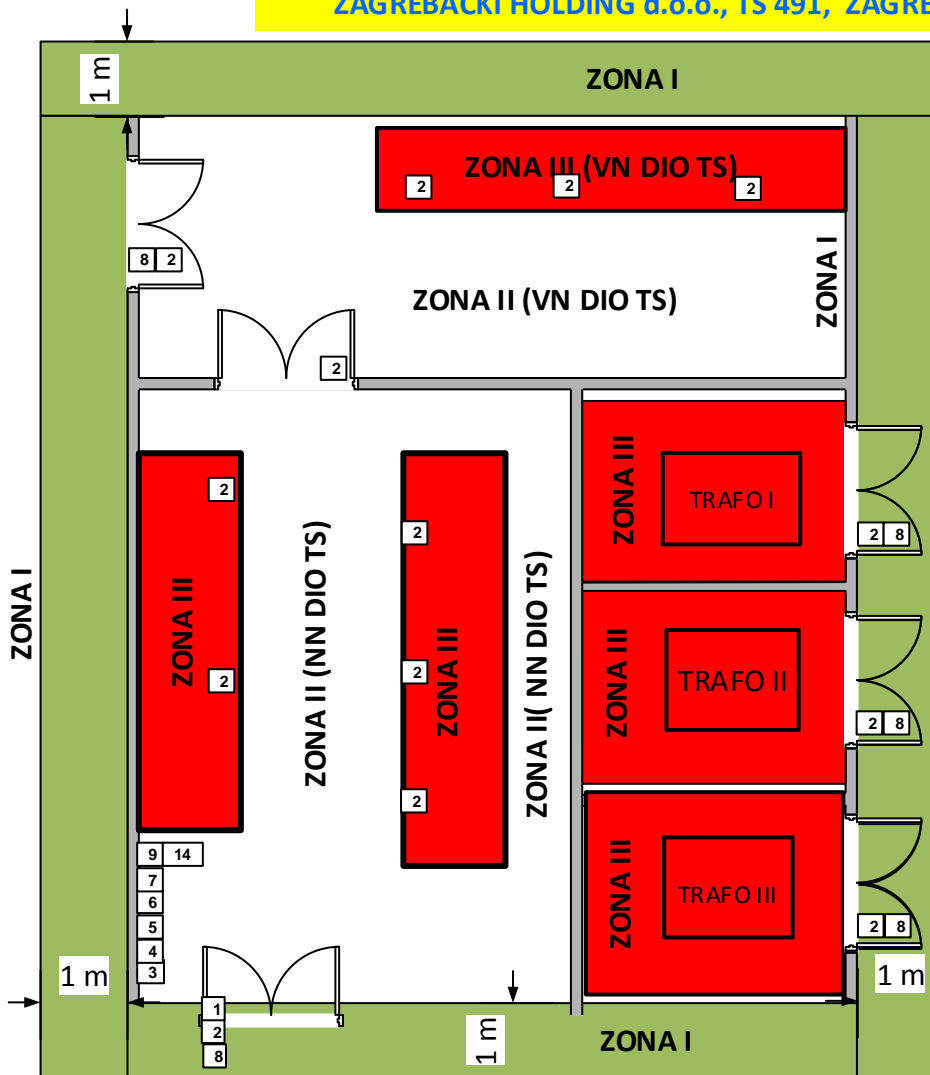 ZAGREBAČKI HOLDING d.o.o., TS 491, ZAGRE
1 m
ZONA I
ZONA III (VN DIO TS)
2
2
2
8 2
ZONA I
ZONA II (VN DIO TS)
2
ZONA III
TRAFO I
2 8
2
2
ZONA II (NN DIO TS)
ZONA II( NN DIO TS)
ZONA I
ZONA III
2
ZONA III
2
ZONA III
TRAFO II
2 8
2
9 14
7
6
5
4
3
ZONA III
TRAFO III
2 8
1 m
1 m
1
2
8
1 m
ZONA I